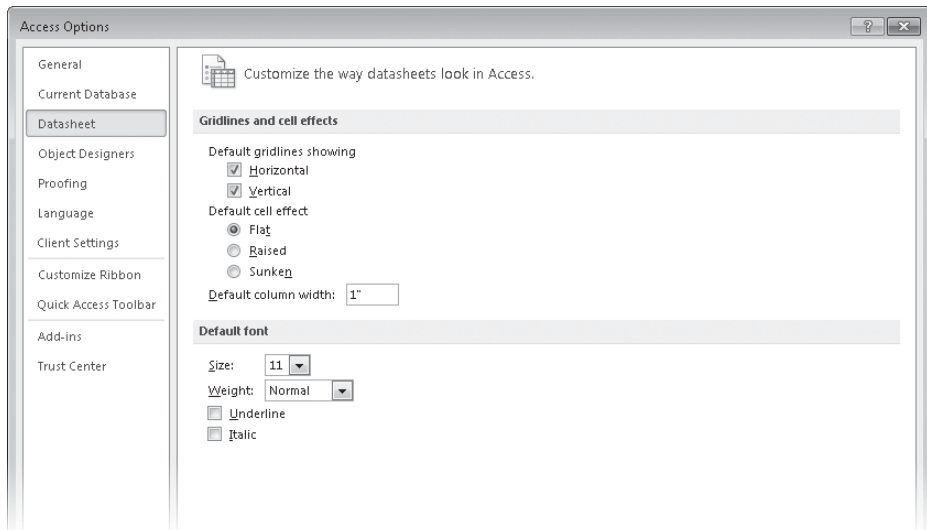 Access Options
General
Current Database
Datasheet
Object Designers
Proofing
Language
Client Settings
Customize Ribbon
Quick Access Toolbar
Add-ins
Trust Center
Customize the way datasheets look in Access.
Gridlines and cell effects
Default gridlines showing
Horizontal
Vertical
Default cell effect
Flat
Raised
Sunken
Default column width: 1"
Default font
Size: 11
Weight: Normal
Underline
Italic